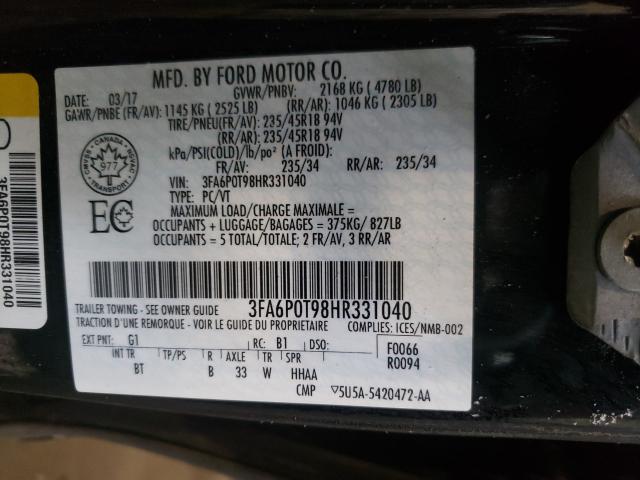 MFD. BY FORD MOTOR CO.
DATE: 03/17 GVWR/PNBV: 2168 KG ( 4780 LB)
GAWR/PNBE (FR/AV): 1145 KG ( 2525 LB) (RR/AR): 1046 KG ( 2305 LB)
TIRE/PNEU(FR/AV): 235/45R18 94V
(RR/AR): 235/45R18 94V
kPa/PSI(COLD)/lb/po² (A FROID):
FR/AV: 235/34 RR/AR: 235/34
VIN: 3FA6P0T98HR331040
TYPE: PC/VT
MAXIMUM LOAD/CHARGE MAXIMALE =
OCCUPANTS + LUGGAGE/BAGAGES = 375KG/ 827LB
OCCUPANTS = 5 TOTAL/TOTALE; 2 FR/AV, 3 RR/AR
CANADA
977
TRANSPORT
EC
3FA6P0T98HR331040
TRAILER TOWING - SEE OWNER GUIDE
TRACTION D'UNE REMORQUE - VOIR LE GUIDE DU PROPRIETAIRE
COMPLIES: ICES/NMB-002
EXT PNT: G1 RC: B1 DSO:
F0066
R0094
INT TR TP/PS R AXLE TR SPR
BT B 33 W HHAA
CMP ▽5U5A-5420472-AA
3FA6P0T98HR331040